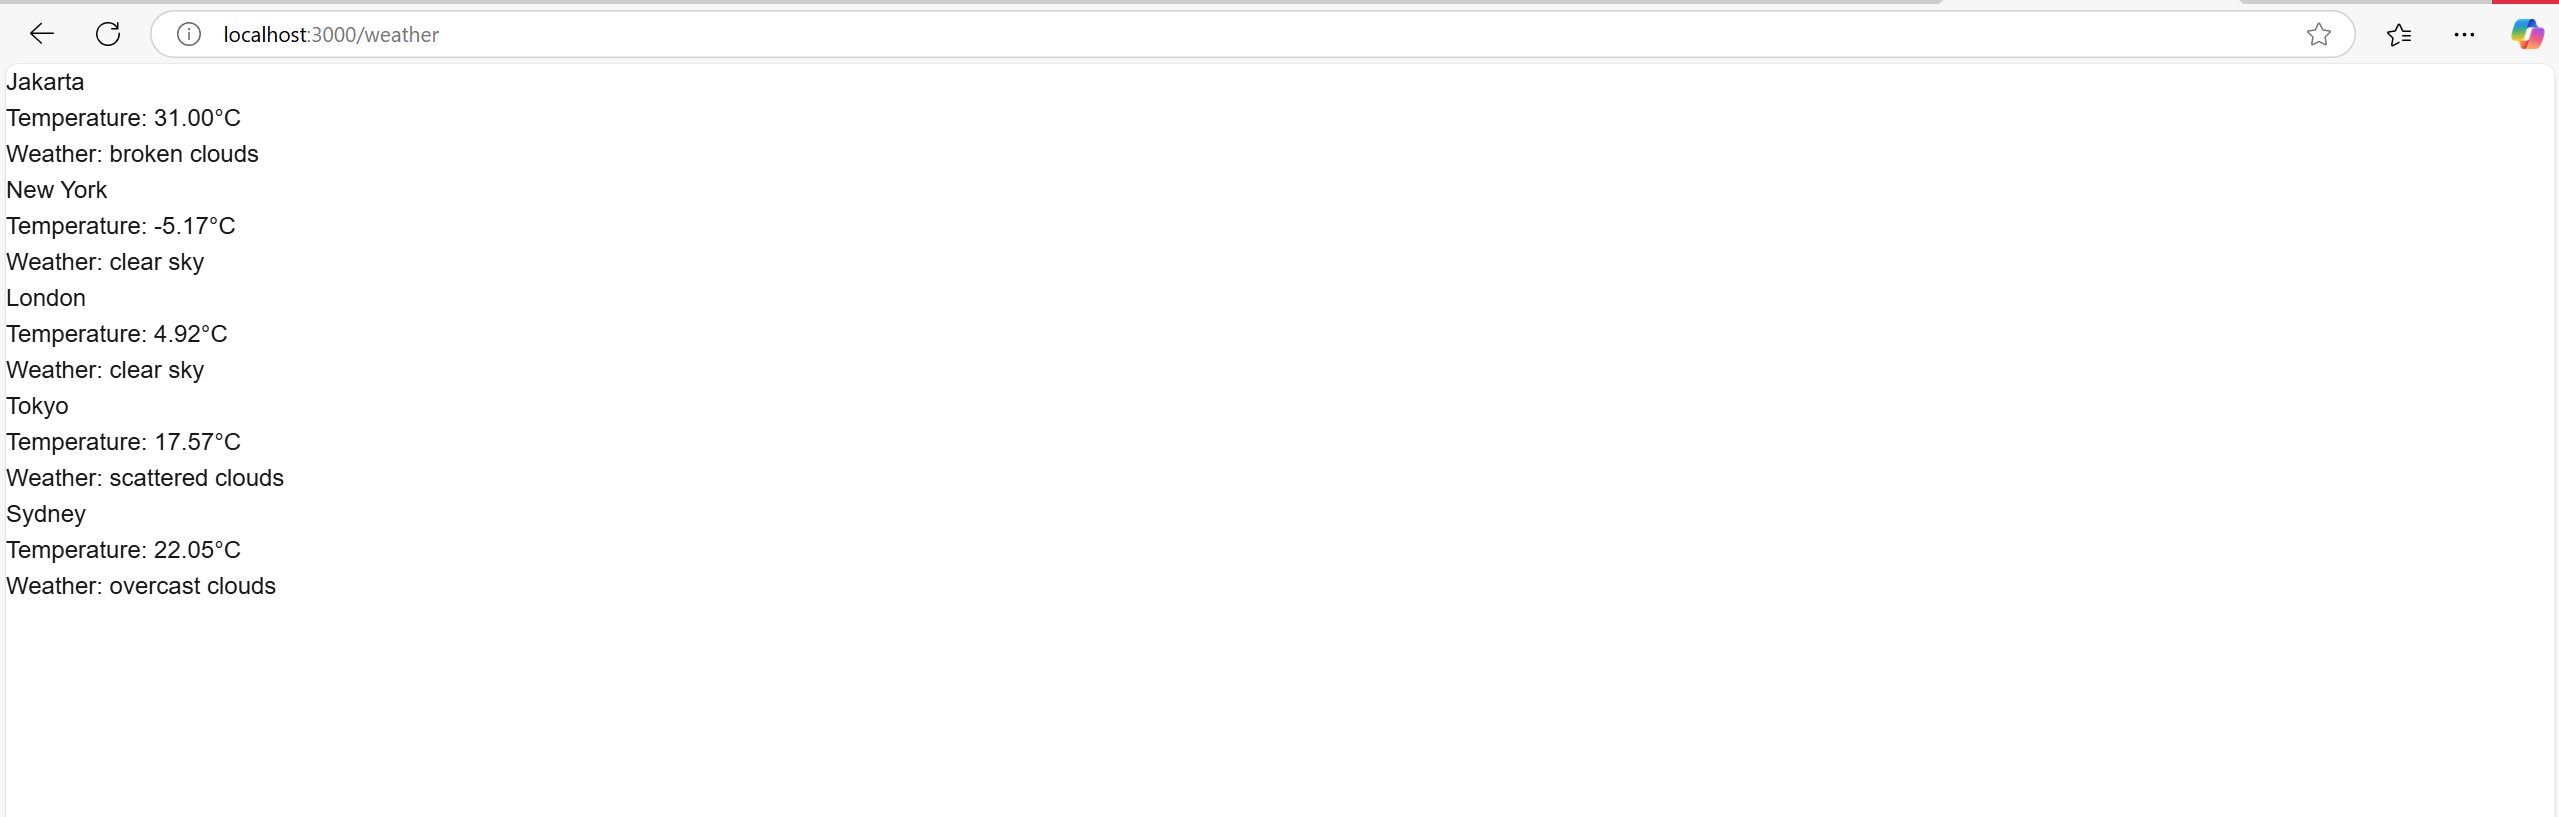 localhost:3000/weather
Jakarta
Temperature: 31.00°C
Weather: broken clouds
New York
Temperature: -5.17°C
Weather: clear sky
London
Temperature: 4.92°C
Weather: clear sky
Tokyo
Temperature: 17.57°C
Weather: scattered clouds
Sydney
Temperature: 22.05°C
Weather: overcast clouds